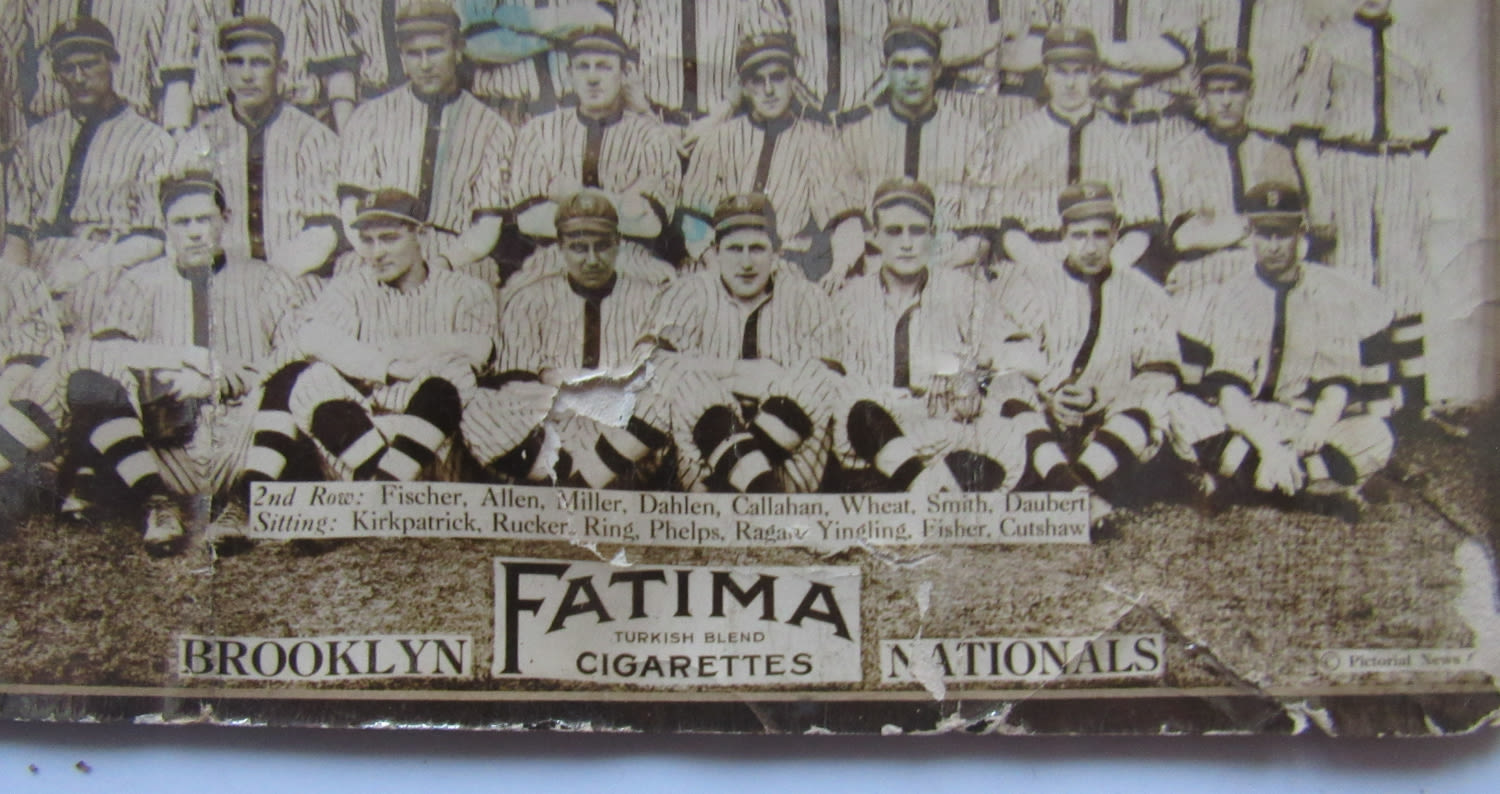 2nd Row: Fischer, Allen, Miller, Dahlen, Callahan, Wheat, Smith, Daubert
Sitting: Kirkpatrick, Rucker, Ring, Phelps, Ragan, Yingling, Fisher, Cutshaw
FATIMA
TURKISH BLEND
CIGARETTES
BROOKLYN
NATIONALS
© Pictorial News